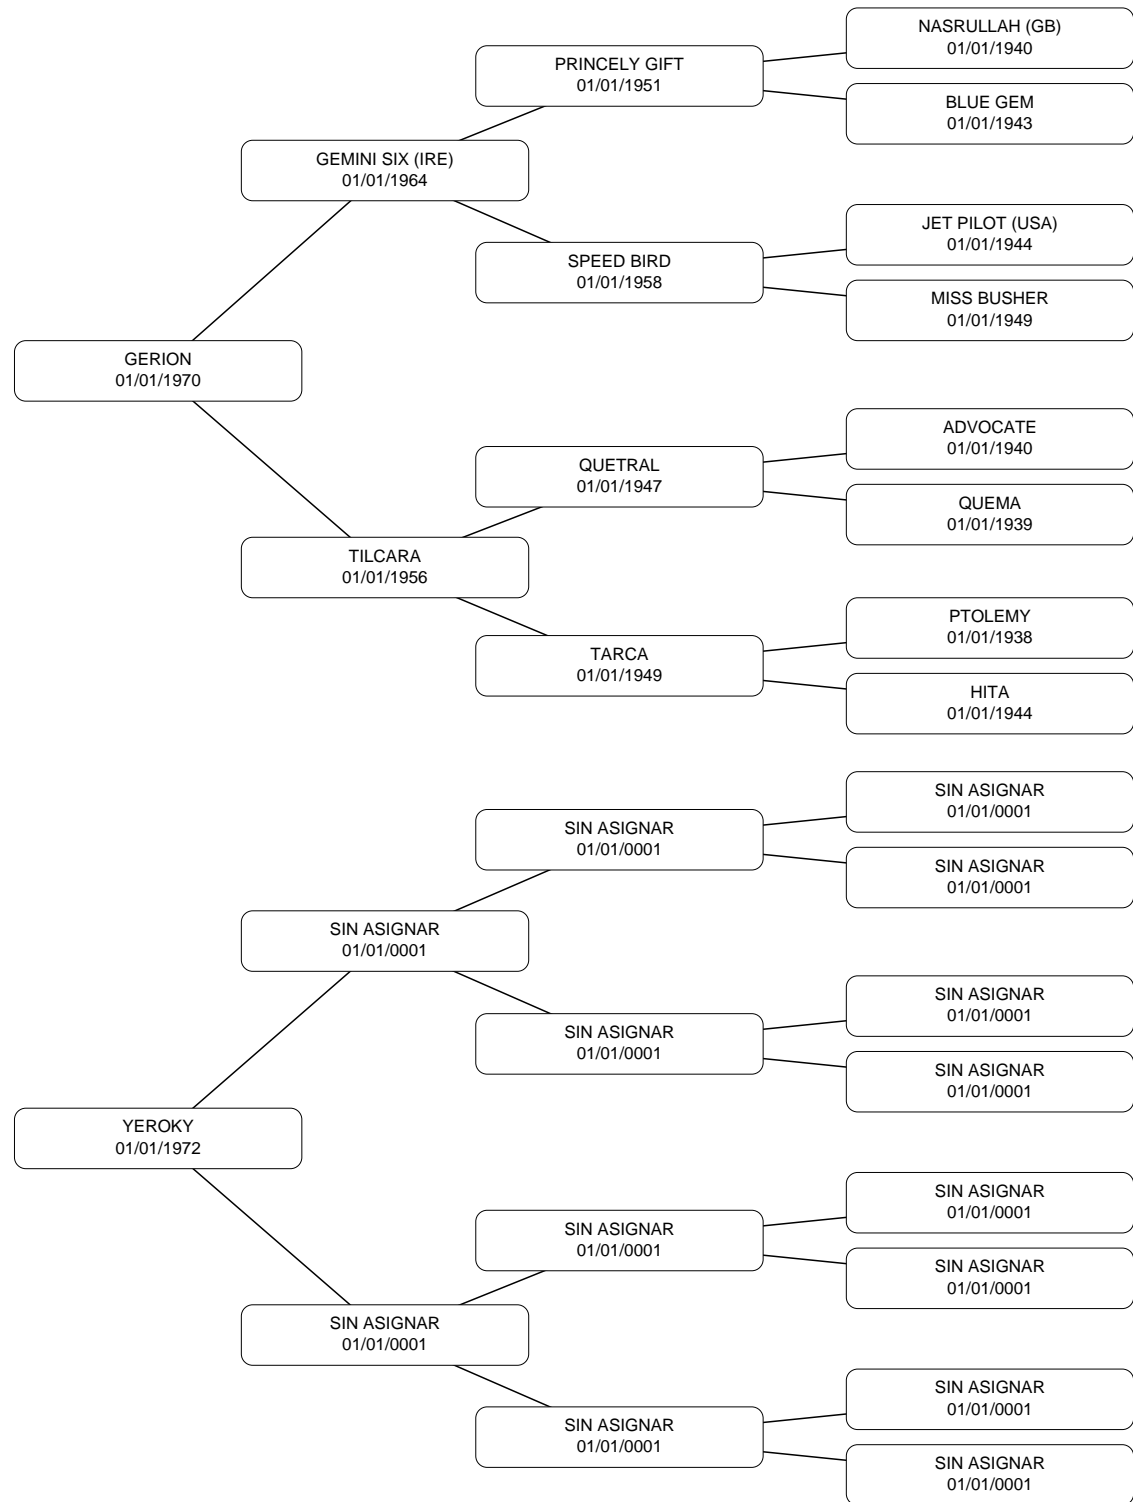 NASRULLAH (GB)
01/01/1940
PRINCELY GIFT
01/01/1951
BLUE GEM
01/01/1943
GEMINI SIX (IRE)
01/01/1964
JET PILOT (USA)
01/01/1944
SPEED BIRD
01/01/1958
MISS BUSHER
01/01/1949
GERION
01/01/1970
ADVOCATE
01/01/1940
QUETRAL
01/01/1947
QUEMA
01/01/1939
TILCARA
01/01/1956
PTOLEMY
01/01/1938
TARCA
01/01/1949
HITA
01/01/1944
SIN ASIGNAR
01/01/0001
SIN ASIGNAR
01/01/0001
SIN ASIGNAR
01/01/0001
SIN ASIGNAR
01/01/0001
SIN ASIGNAR
01/01/0001
SIN ASIGNAR
01/01/0001
SIN ASIGNAR
01/01/0001
YEROKY
01/01/1972
SIN ASIGNAR
01/01/0001
SIN ASIGNAR
01/01/0001
SIN ASIGNAR
01/01/0001
SIN ASIGNAR
01/01/0001
SIN ASIGNAR
01/01/0001
SIN ASIGNAR
01/01/0001
SIN ASIGNAR
01/01/0001